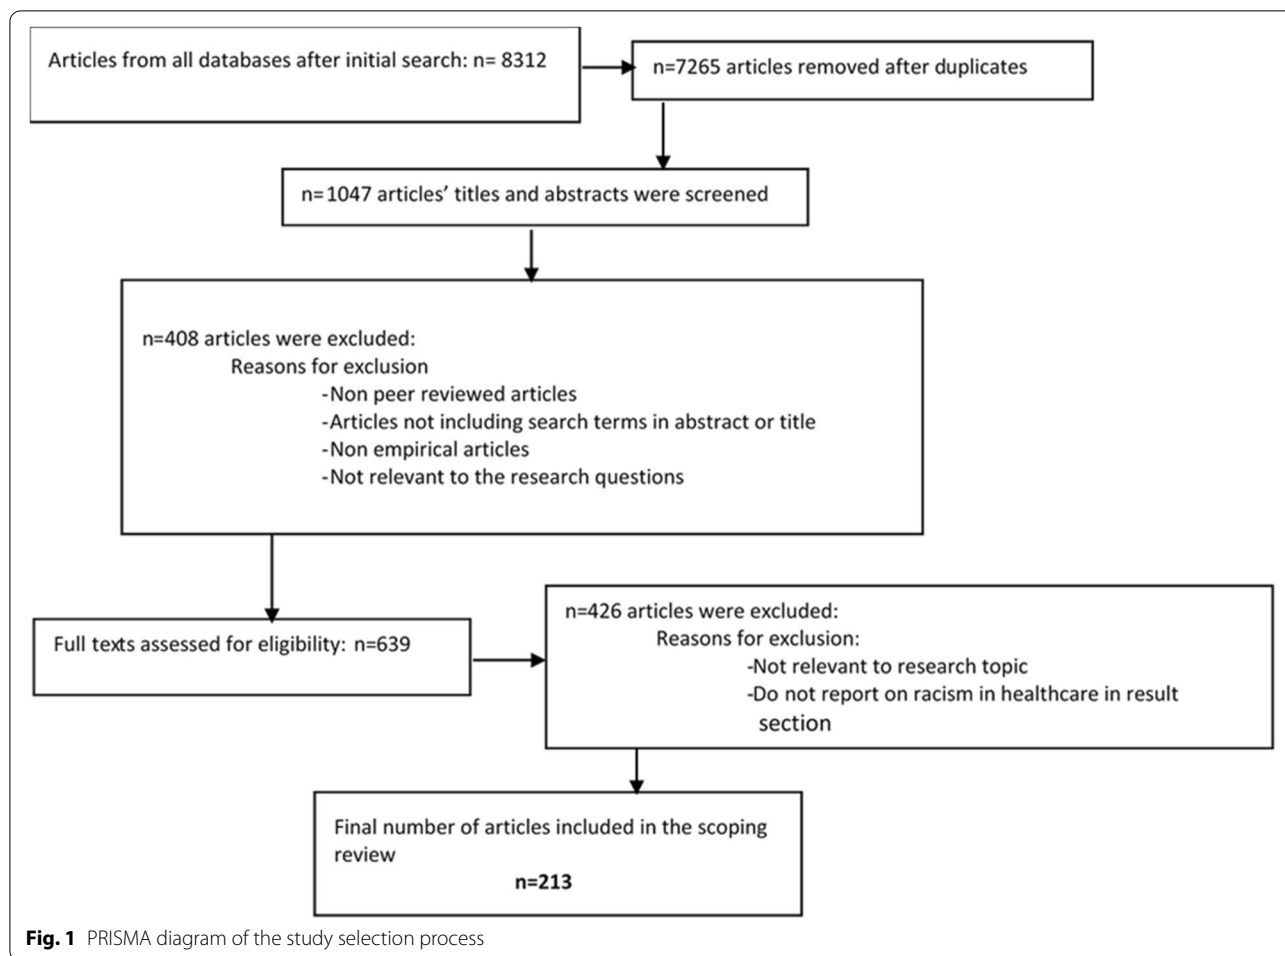 Articles from all databases after initial search: n= 8312
n=7265 articles removed after duplicates
n=1047 articles’ titles and abstracts were screened
n=408 articles were excluded:
Reasons for exclusion
-Non peer reviewed articles
-Articles not including search terms in abstract or title
-Non empirical articles
-Not relevant to the research questions
Full texts assessed for eligibility: n=639
n=426 articles were excluded:
Reasons for exclusion:
-Not relevant to research topic
-Do not report on racism in healthcare in result
section
Final number of articles included in the scoping
review
n=213
Fig. 1 PRISMA diagram of the study selection process